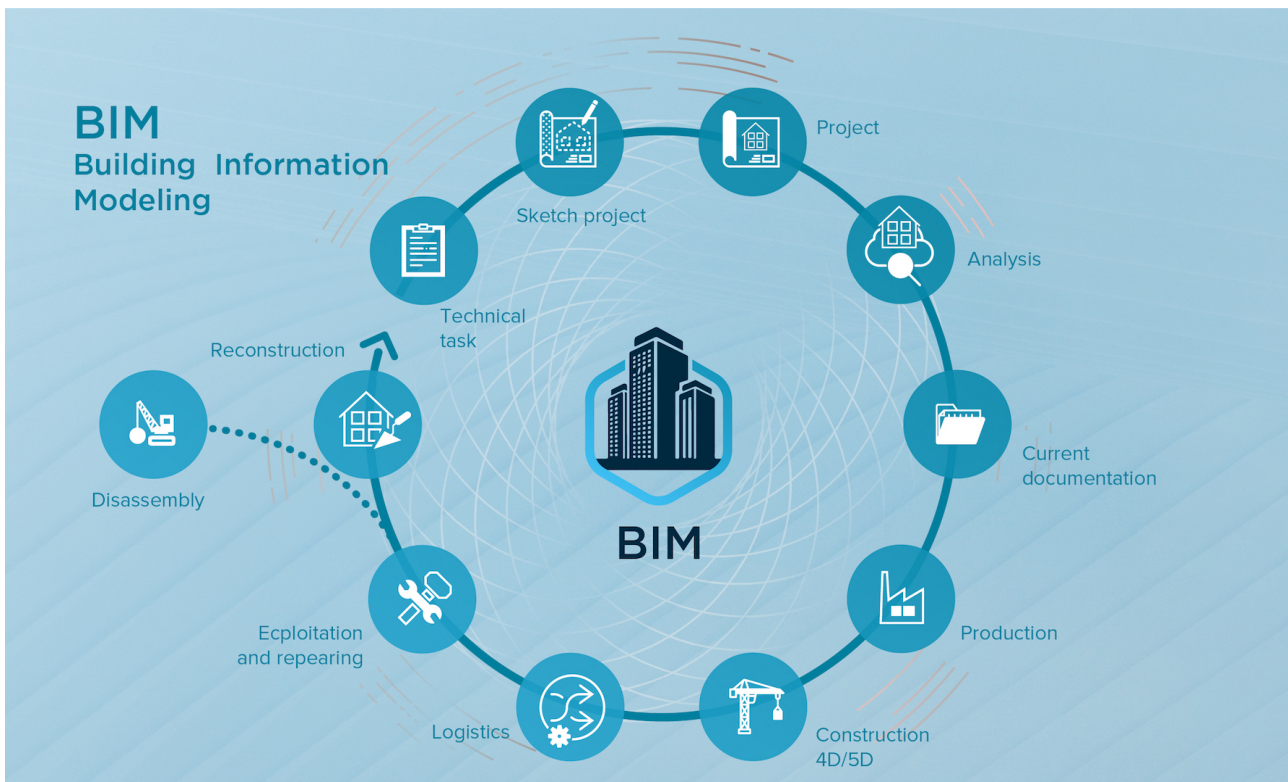 BIM
Building Information
Modeling
Sketch project
Project
Analysis
Technical
task
Reconstruction
Disassembly
Current
documentation
BIM
Ecploitation
and repearing
Production
Logistics
Construction
4D/5D